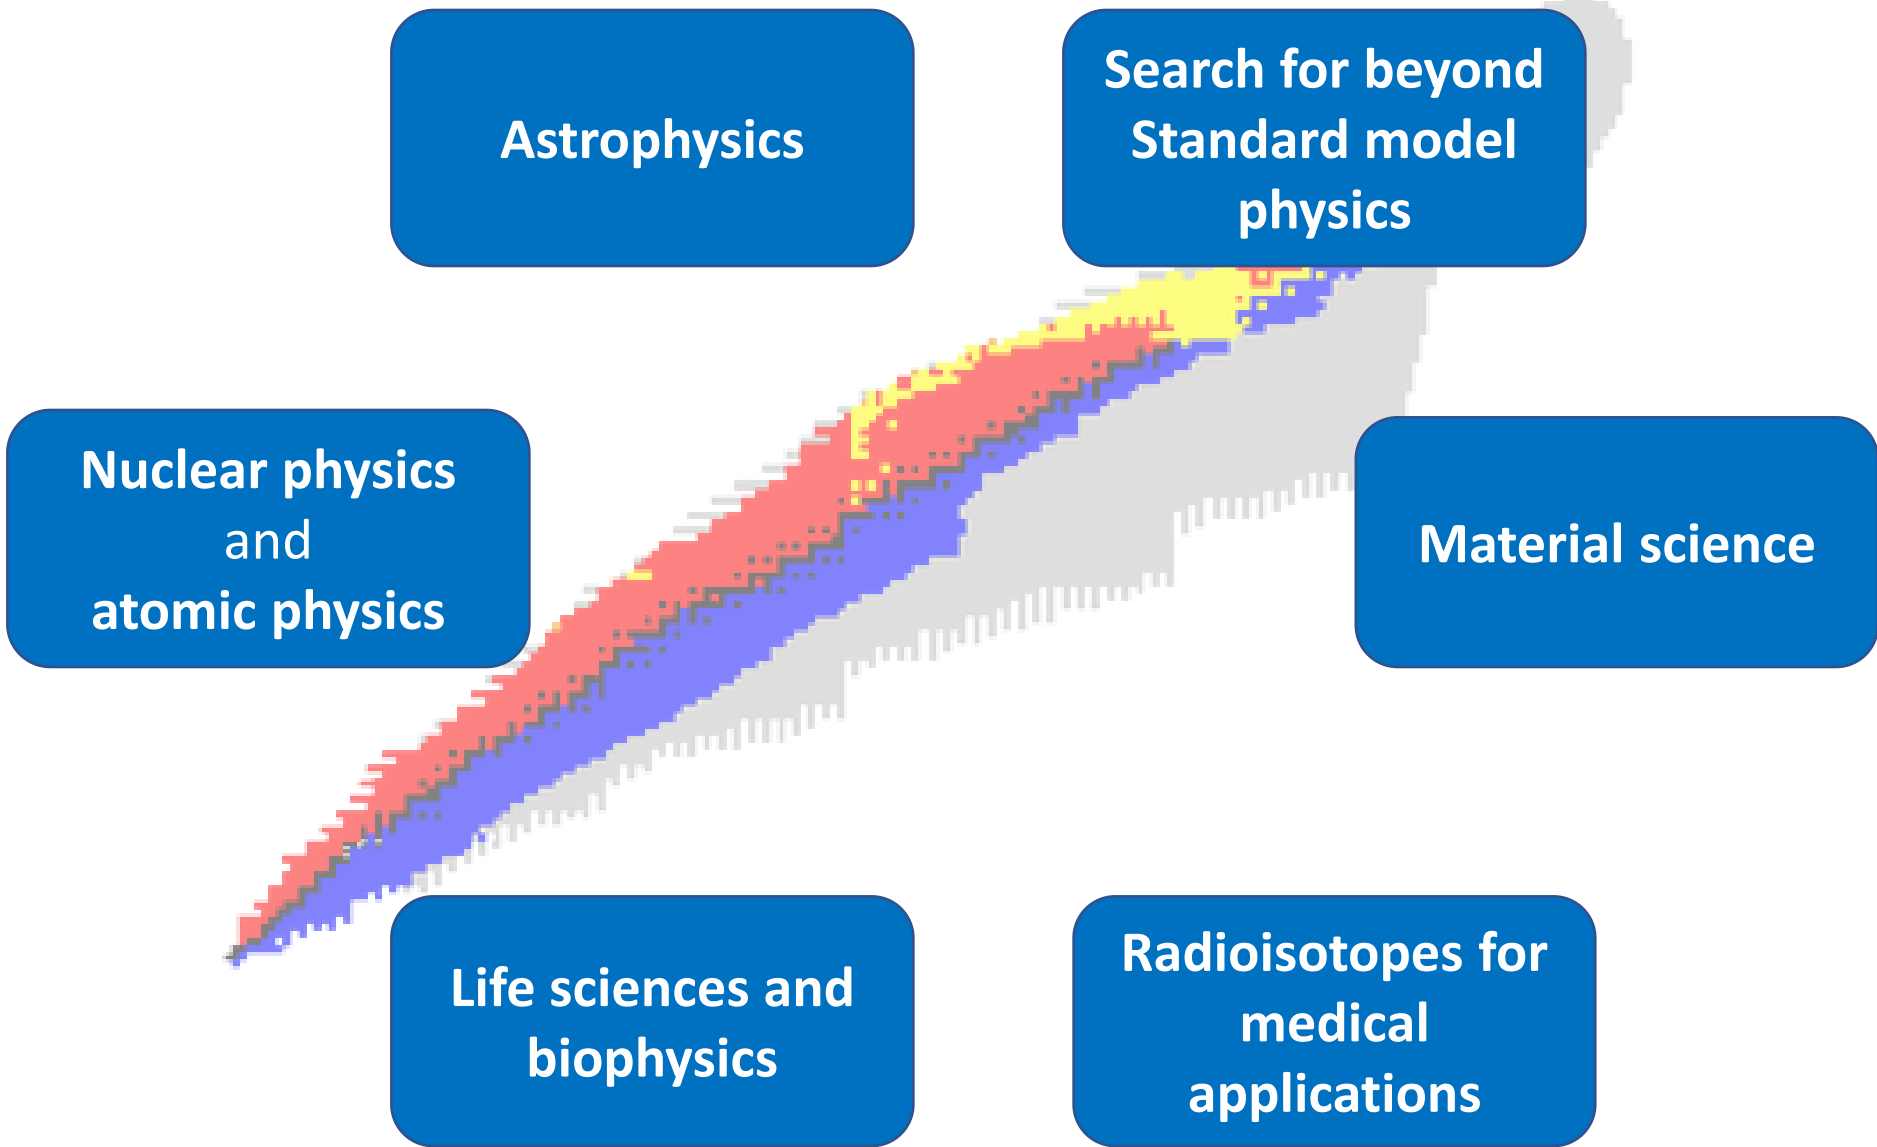 Astrophysics
Search for beyond
Standard model
physics
Nuclear physics
and
atomic physics
Material science
Life sciences and
biophysics
Radioisotopes for
medical
applications